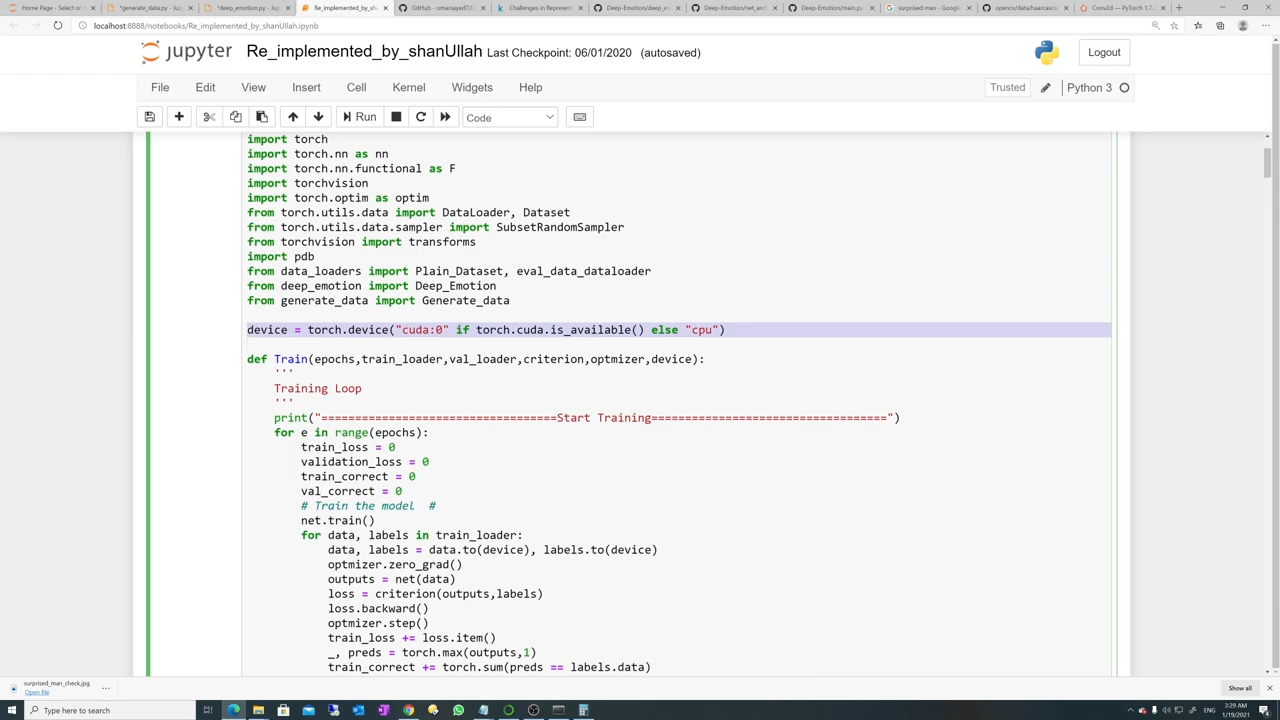 Home Page - Select or
*generate_data.py - Jup
*deep_emotion.py - Jup
Re_implemented_by_sha
GitHub - omarsayed7/D
Challenges in Represent
Deep-Emotion/deep_em
Deep-Emotion/net_arch
Deep-Emotion/main.py
surprised man - Google
opencv/data/haarcasca
Conv2d — PyTorch 1.7.
localhost:8888/notebooks/Re_implemented_by_shanUllah.ipynb
jupyter Re_implemented_by_shanUllah Last Checkpoint: 06/01/2020 (autosaved)
Logout
File Edit View Insert Cell Kernel Widgets Help
Trusted
Python 3
Run
Code
import torch
import torch.nn as nn
import torch.nn.functional as F
import torchvision
import torch.optim as optim
from torch.utils.data import DataLoader, Dataset
from torch.utils.data.sampler import SubsetRandomSampler
from torchvision import transforms
import pdb
from data_loaders import Plain_Dataset, eval_data_dataloader
from deep_emotion import Deep_Emotion
from generate_data import Generate_data
device = torch.device("cuda:0" if torch.cuda.is_available() else "cpu")
def Train(epochs,train_loader,val_loader,criterion,optmizer,device):
'''
Training Loop
'''
print("===================================Start Training===================================")
for e in range(epochs):
train_loss = 0
validation_loss = 0
train_correct = 0
val_correct = 0
# Train the model  #
net.train()
for data, labels in train_loader:
data, labels = data.to(device), labels.to(device)
optmizer.zero_grad()
outputs = net(data)
loss = criterion(outputs,labels)
loss.backward()
optmizer.step()
train_loss += loss.item()
_, preds = torch.max(outputs,1)
train_correct += torch.sum(preds == labels.data)
surprised_man_check.jpg
Open file
Show all
Type here to search
ENG
3:29 AM
1/19/2021